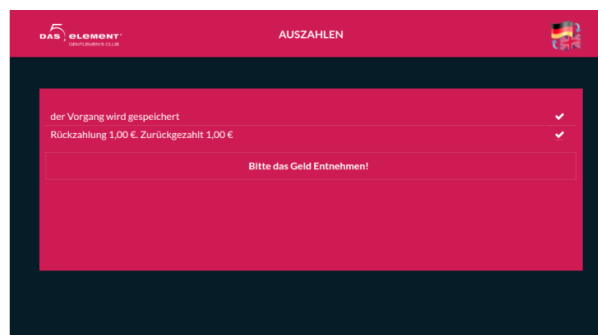 DAS 5. ELEMENT
GENTLEMEN'S CLUB
AUSZAHLEN
der Vorgang wird gespeichert
Rückzahlung 1,00 €. Zurückgezahlt 1,00 €
Bitte das Geld Entnehmen!